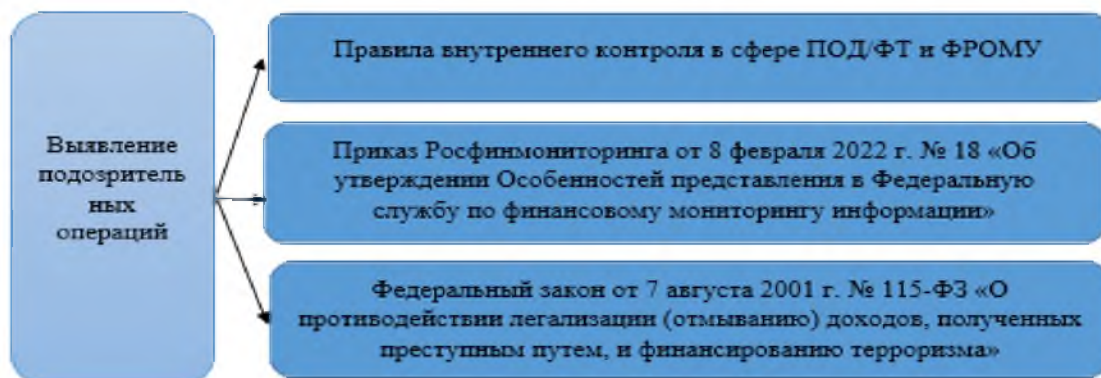 Выявление
подозритель
ных
операций
Правила внутреннего контроля в сфере ПОД/ФТ и ФРОМУ
Приказ Росфинмониторинга от 8 февраля 2022 г. № 18 «Об
утверждении Особенностей представления в Федеральную
службу по финансовому мониторингу информации»
Федеральный закон от 7 августа 2001 г. № 115-ФЗ «О
противодействии легализации (отмыванию) доходов, полученных
преступным путем, и финансированию терроризма»